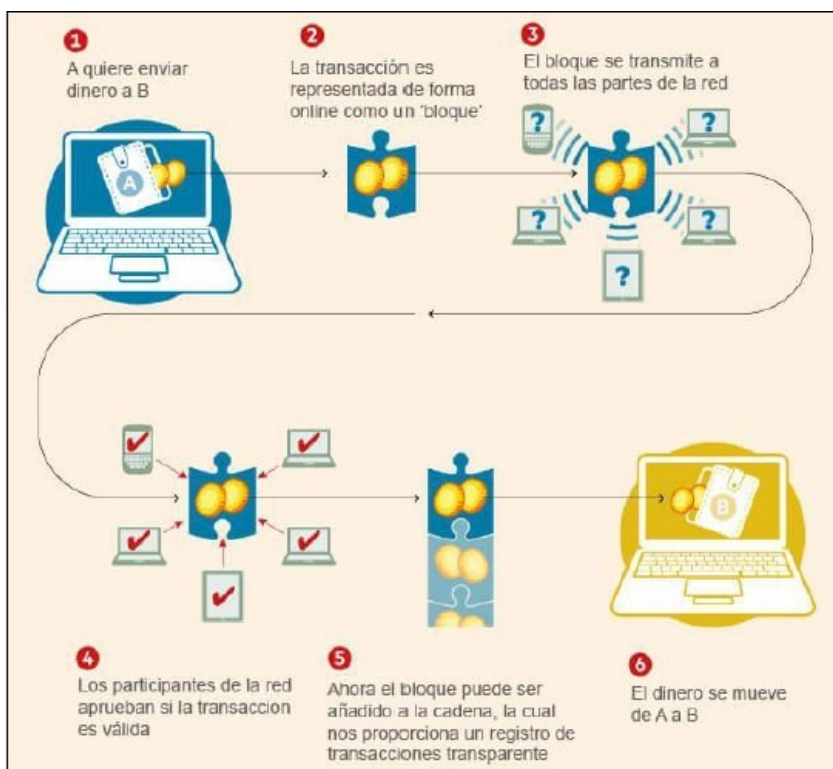 1
A quiere enviar
dinero a B
2
La transacción es
representada de forma
online como un 'bloque'
3
El bloque se transmite a
todas las partes de la red
A
?
?
?
?
?
4
Los participantes de la red
aprueban si la transaccion
es válida
5
Ahora el bloque puede ser
añadido a la cadena, la cual
nos proporciona un registro de
transacciones transparente
B
6
El dinero se mueve
de A a B